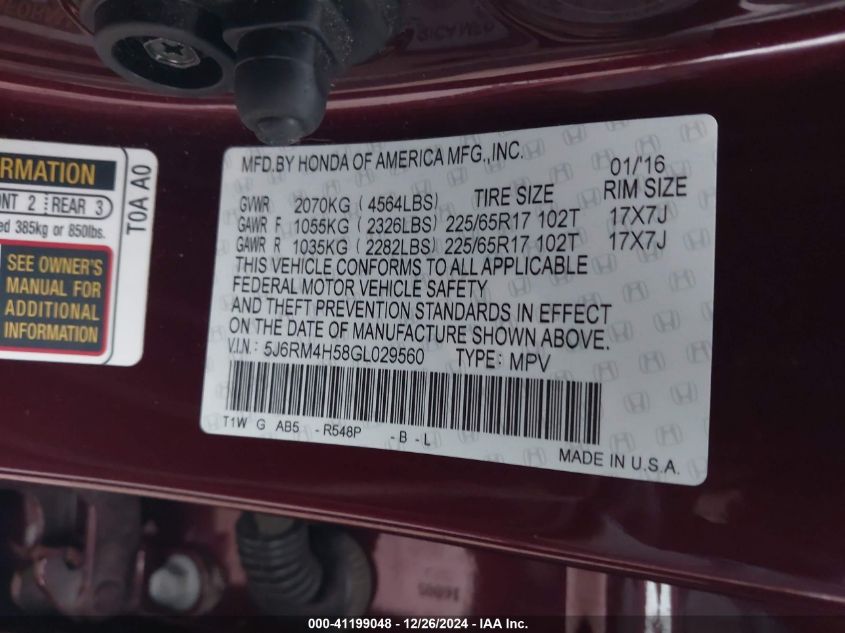 MFD.BY HONDA OF AMERICA MFG.,INC. 01/'16
GVWR 2070KG (4564LBS) TIRE SIZE RIM SIZE
GAWR F 1055KG (2326LBS) 225/65R17 102T 17X7J
GAWR R 1035KG (2282LBS) 225/65R17 102T 17X7J
THIS VEHICLE CONFORMS TO ALL APPLICABLE
FEDERAL MOTOR VEHICLE SAFETY
AND THEFT PREVENTION STANDARDS IN EFFECT
ON THE DATE OF MANUFACTURE SHOWN ABOVE.
V.I.N.: 5J6RM4H58GL029560 TYPE: MPV
T1W G AB5 -R548P -B-L
MADE IN U.S.A.
NT 2 REAR 3
385kg or 850lbs.
SEE OWNER'S
MANUAL FOR
ADDITIONAL
INFORMATION
T0A A0
000-41199048 - 12/26/2024 - IAA Inc.